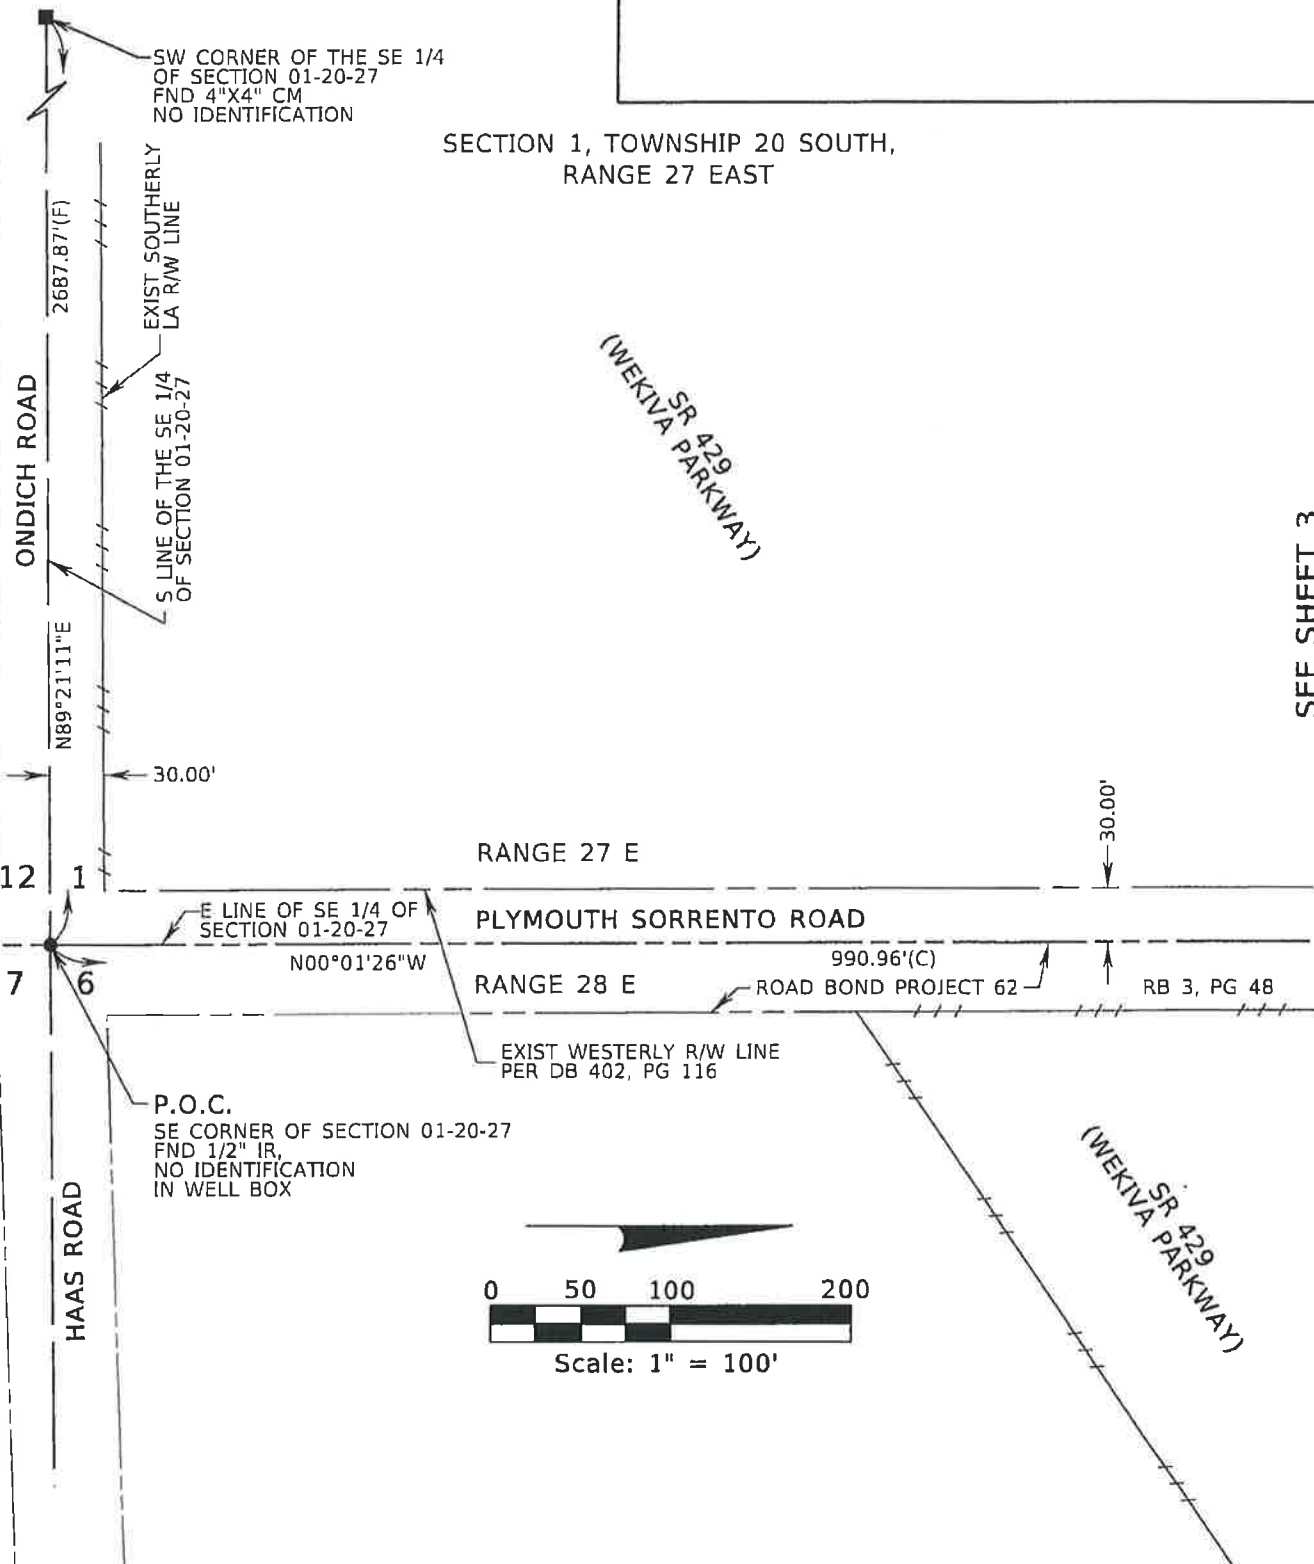 SW CORNER OF THE SE 1/4
OF SECTION 01-20-27
FND 4"X4" CM
NO IDENTIFICATION
SECTION 1, TOWNSHIP 20 SOUTH,
RANGE 27 EAST
2687.87'(F)
EXIST SOUTHERLY
LA R/W LINE
ONDICH ROAD
S LINE OF THE SE 1/4
OF SECTION 01-20-27
N89°21'11"E
SR 429
(WEKIVA PARKWAY)
SEE SHEET 3
30.00'
30.00'
12
1
RANGE 27 E
E LINE OF SE 1/4 OF
SECTION 01-20-27
PLYMOUTH SORRENTO ROAD
N00°01'26"W
990.96'(C)
7
6
RANGE 28 E
ROAD BOND PROJECT 62
RB 3, PG 48
EXIST WESTERLY R/W LINE
PER DB 402, PG 116
P.O.C.
SE CORNER OF SECTION 01-20-27
FND 1/2" IR,
NO IDENTIFICATION
IN WELL BOX
HAAS ROAD
SR 429
(WEKIVA PARKWAY)
0 50 100 200
Scale: 1" = 100'